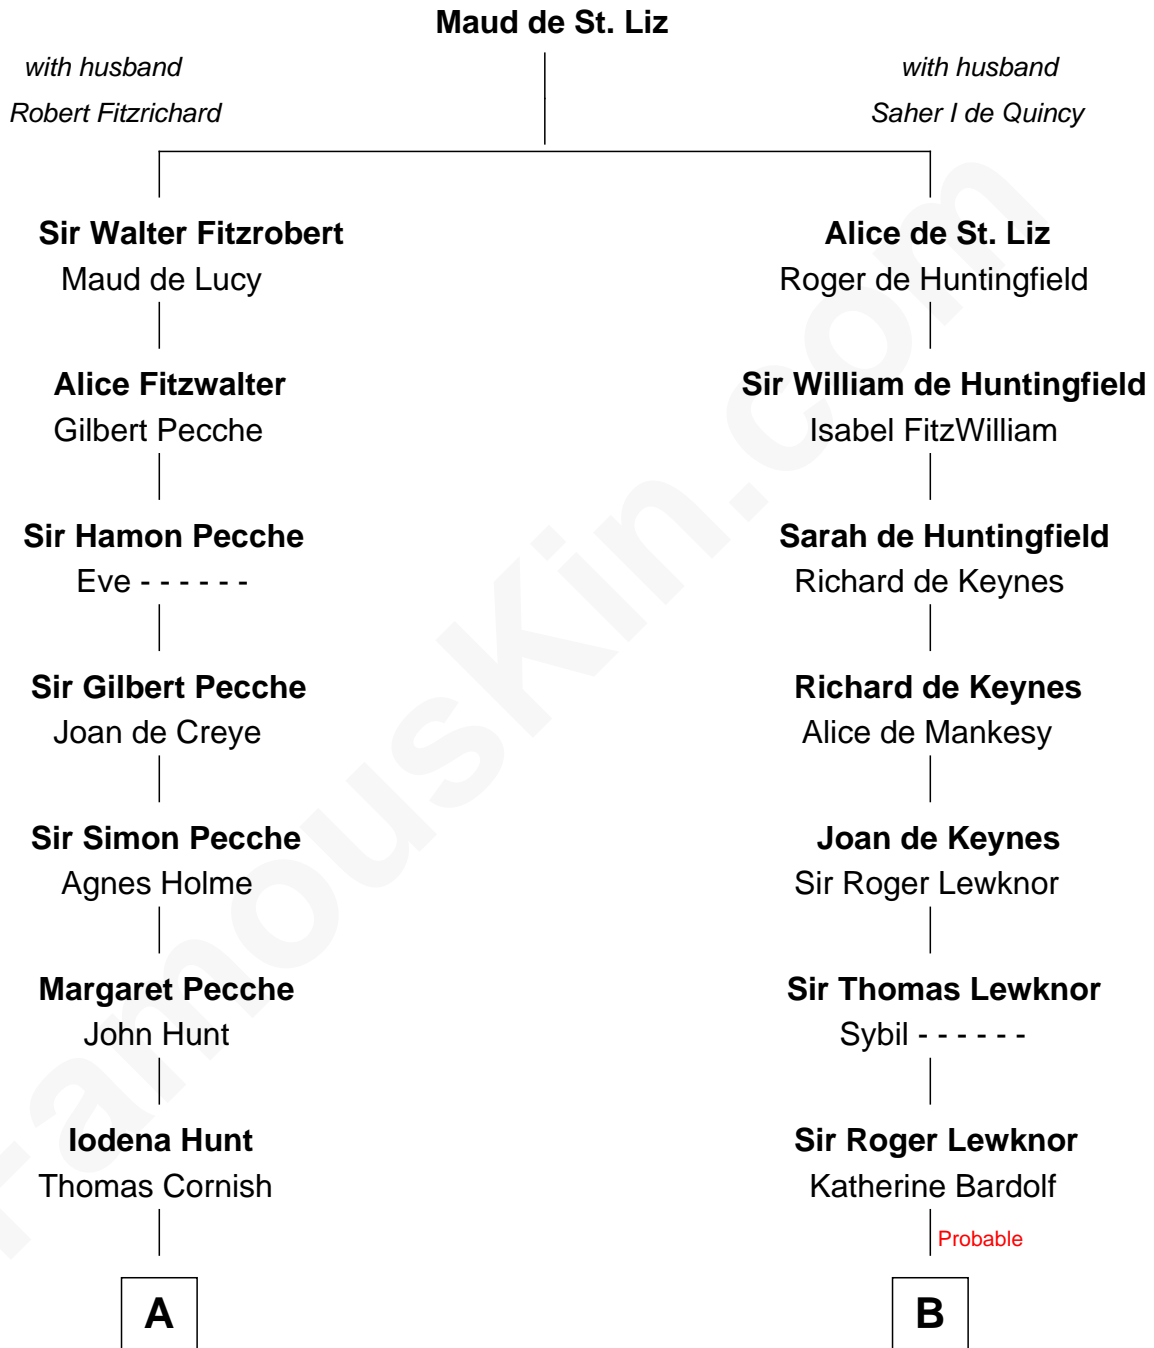 Maud de St. Liz
with husband
Robert Fitzrichard
with husband
Saher I de Quincy
Sir Walter Fitzrobert
Maud de Lucy
Alice de St. Liz
Roger de Huntingfield
Alice Fitzwalter
Gilbert Pecche
Sir William de Huntingfield
Isabel FitzWilliam
Sir Hamon Pecche
Eve - - - - - -
Sarah de Huntingfield
Richard de Keynes
Sir Gilbert Pecche
Joan de Creye
Richard de Keynes
Alice de Mankesy
Sir Simon Pecche
Agnes Holme
Joan de Keynes
Sir Roger Lewknor
Margaret Pecche
John Hunt
Sir Thomas Lewknor
Sybil - - - - - -
Iodena Hunt
Thomas Cornish
Sir Roger Lewknor
Katherine Bardolf
Probable
A
B
FamousKin.com